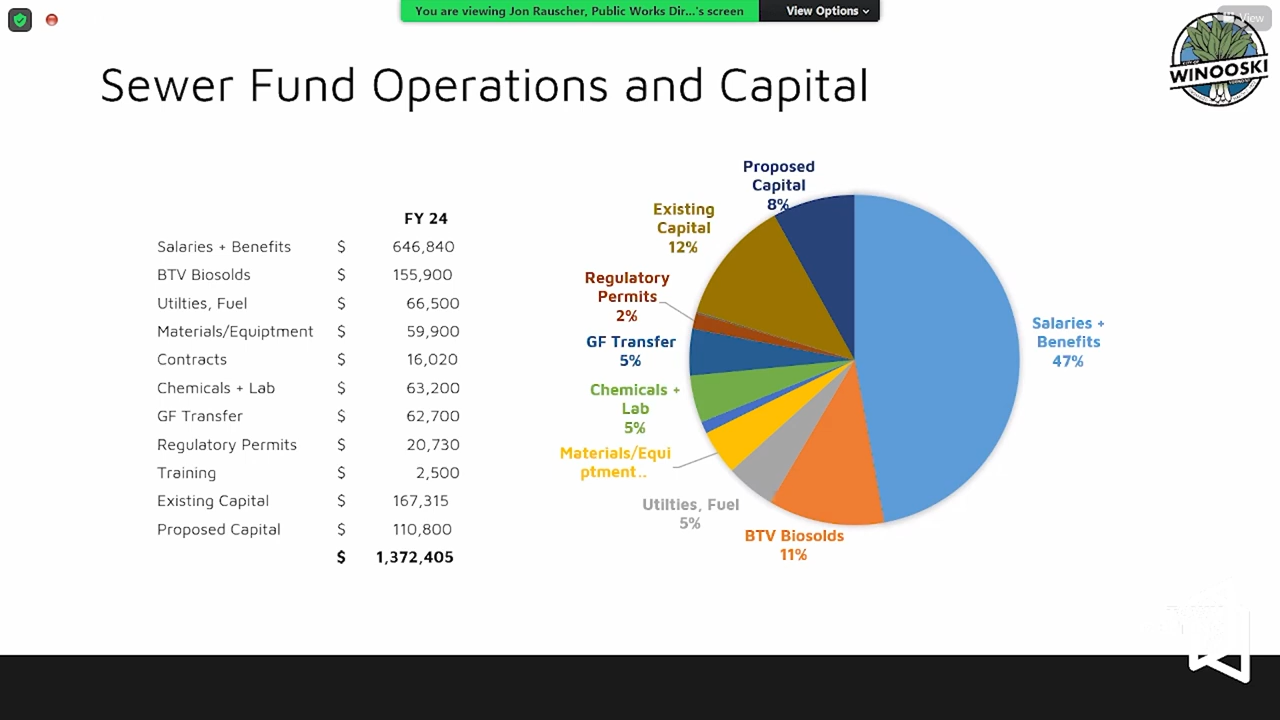 You are viewing Jon Rauscher, Public Works Dir...'s screen
View Options
View
WINOOSKI
Sewer Fund Operations and Capital
FY 24
Salaries + Benefits $ 646,840
BTV Biosolds $ 155,900
Utilties, Fuel $ 66,500
Materials/Equiptment $ 59,900
Contracts $ 16,020
Chemicals + Lab $ 63,200
GF Transfer $ 62,700
Regulatory Permits $ 20,730
Training $ 2,500
Existing Capital $ 167,315
Proposed Capital $ 110,800
$ 1,372,405
Proposed
Capital
8%
Existing
Capital
12%
Regulatory
Permits
2%
GF Transfer
5%
Chemicals +
Lab
5%
Materials/Equi
ptment..
Utilties, Fuel
5%
BTV Biosolds
11%
Salaries +
Benefits
47%